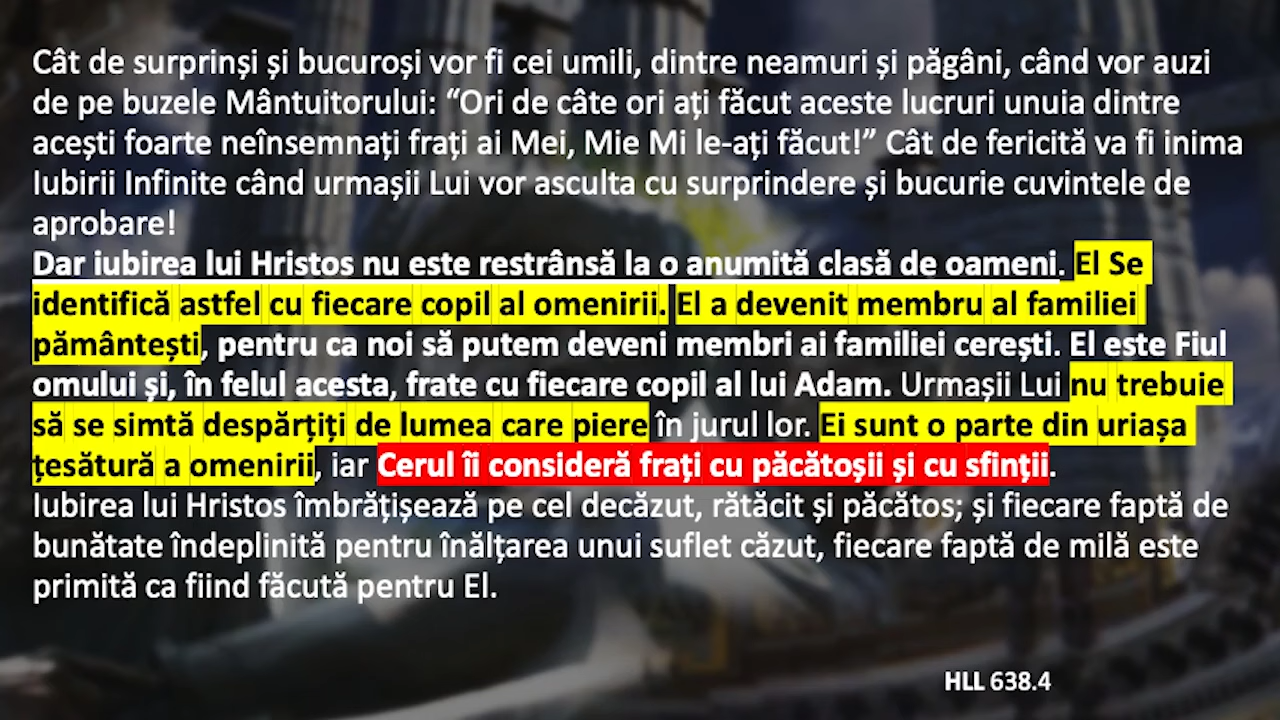 Cât de surprinși și bucuroși vor fi cei umili, dintre neamuri și păgâni, când vor auzi
de pe buzele Mântuitorului: “Ori de câte ori ați făcut aceste lucruri unuia dintre
acești foarte neînsemnați frați ai Mei, Mie Mi le-ați făcut!” Cât de fericită va fi inima
Iubirii Infinite când urmașii Lui vor asculta cu surprindere și bucurie cuvintele de
aprobare!
Dar iubirea lui Hristos nu este restrânsă la o anumită clasă de oameni. El Se
identifică astfel cu fiecare copil al omenirii. El a devenit membru al familiei
pământești, pentru ca noi să putem deveni membri ai familiei cerești. El este Fiul
omului și, în felul acesta, frate cu fiecare copil al lui Adam. Urmașii Lui nu trebuie
să se simtă despărțiți de lumea care piere în jurul lor. Ei sunt o parte din uriașa
țesătură a omenirii, iar Cerul îi consideră frați cu păcătoșii și cu sfinții.
Iubirea lui Hristos îmbrățișează pe cel decăzut, rătăcit și păcătos; și fiecare faptă de
bunătate îndeplinită pentru înălțarea unui suflet căzut, fiecare faptă de milă este
primită ca fiind făcută pentru El.
HLL 638.4